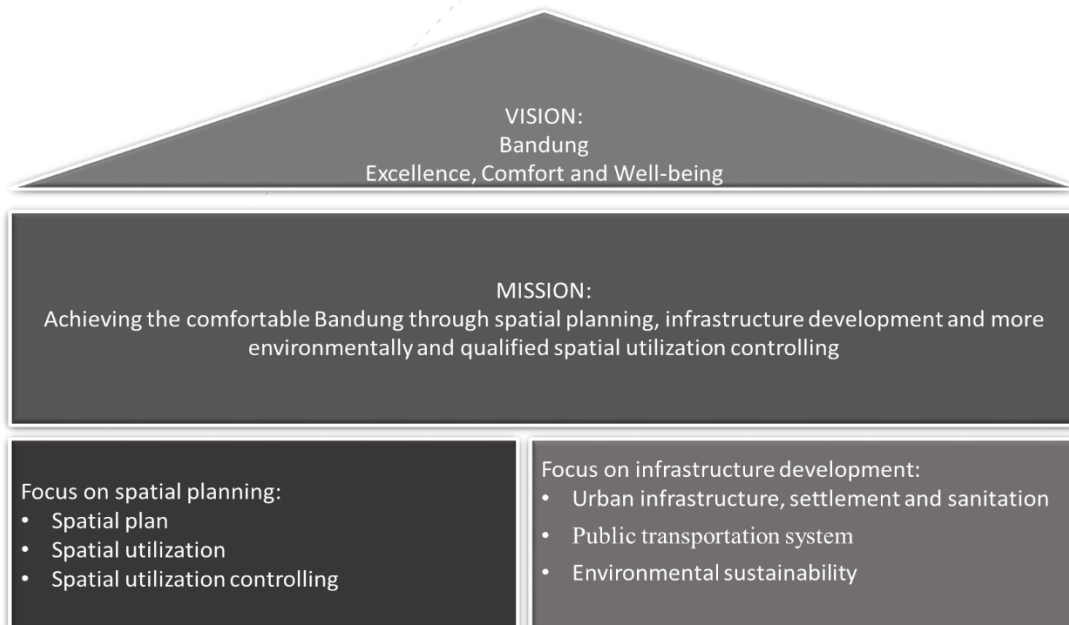 VISION:
Bandung
Excellence, Comfort and Well-being
MISSION:
Achieving the comfortable Bandung through spatial planning, infrastructure development and more
environmentally and qualified spatial utilization controlling
Focus on spatial planning:
• Spatial plan
• Spatial utilization
• Spatial utilization controlling
Focus on infrastructure development:
• Urban infrastructure, settlement and sanitation
• Public transportation system
• Environmental sustainability